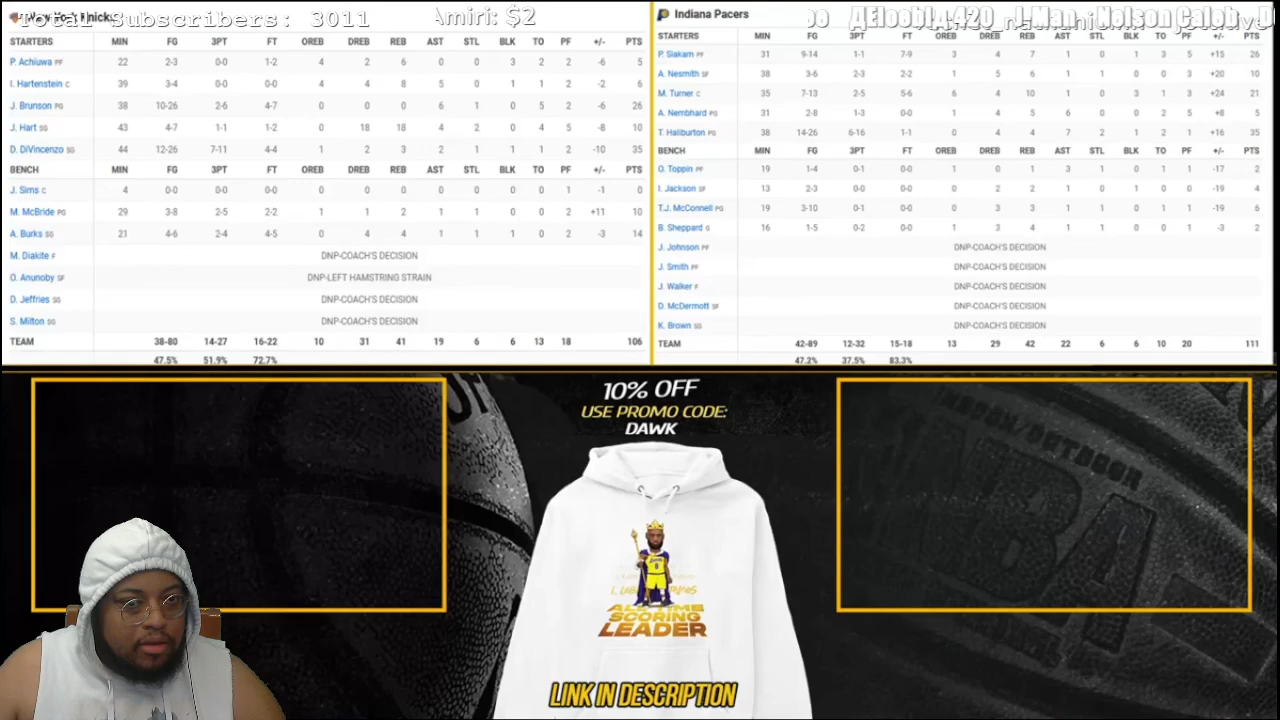 Total Subscribers: 3011
Amiri: $2
STARTERS MIN FG 3PT FT OREB DREB REB AST STL BLK TO PF +/- PTS
P. Achiuwa PF 22 2-3 0-0 1-2 4 2 6 0 0 3 2 2 -6 5
I. Hartenstein C 39 3-4 0-0 0-0 4 4 8 5 0 1 1 2 -2 6
J. Brunson PG 38 10-26 2-6 4-7 0 0 0 6 1 0 5 2 -6 26
J. Hart SG 43 4-7 1-1 1-2 0 18 18 4 2 0 4 5 -8 10
D. DiVincenzo SG 44 12-26 7-11 4-4 1 2 3 2 1 1 1 2 -10 35
BENCH MIN FG 3PT FT OREB DREB REB AST STL BLK TO PF +/- PTS
J. Sims C 4 0-0 0-0 0-0 0 0 0 0 0 0 0 1 -1 0
M. McBride PG 29 3-8 2-5 2-2 1 1 2 1 1 0 0 2 +11 10
A. Burks SG 21 4-6 2-4 4-5 0 4 4 1 1 1 0 2 -3 14
M. Diakite F DNP-COACH'S DECISION
O. Anunoby SF DNP-LEFT HAMSTRING STRAIN
D. Jeffries SG DNP-COACH'S DECISION
S. Milton SG DNP-COACH'S DECISION
TEAM 38-80 14-27 16-22 10 31 41 19 6 6 13 18 106
47.5% 51.9% 72.7%
Indiana Pacers
STARTERS MIN FG 3PT FT OREB DREB REB AST STL BLK TO PF +/- PTS
P. Siakam PF 31 9-14 1-1 7-9 3 4 7 1 0 1 3 5 +15 26
A. Nesmith SF 38 3-6 2-3 2-2 1 5 6 1 1 0 0 3 +20 10
M. Turner C 35 7-13 2-5 5-6 6 4 10 1 0 3 1 3 +24 21
A. Nembhard PG 31 2-8 1-3 0-0 1 4 5 6 0 0 2 5 +8 5
T. Haliburton PG 38 14-26 6-16 1-1 0 4 4 7 2 1 2 1 +16 35
BENCH MIN FG 3PT FT OREB DREB REB AST STL BLK TO PF +/- PTS
O. Toppin PF 19 1-4 0-1 0-0 1 0 1 3 1 0 1 1 -17 2
I. Jackson SF 13 2-3 0-0 0-0 0 2 2 1 0 1 0 0 -19 4
T.J. McConnell PG 19 3-10 0-1 0-0 0 3 3 1 1 0 1 1 -19 6
B. Sheppard G 16 1-5 0-2 0-0 1 3 4 1 1 0 0 1 -3 2
J. Johnson PF DNP-COACH'S DECISION
J. Smith PF DNP-COACH'S DECISION
J. Walker F DNP-COACH'S DECISION
D. McDermott SF DNP-COACH'S DECISION
K. Brown SG DNP-COACH'S DECISION
TEAM 42-89 12-32 15-18 13 29 42 22 6 6 10 20 111
47.2% 37.5% 83.3%
10% OFF
USE PROMO CODE:
DAWK
ALL TIME
SCORING
LEADER
LINK IN DESCRIPTION